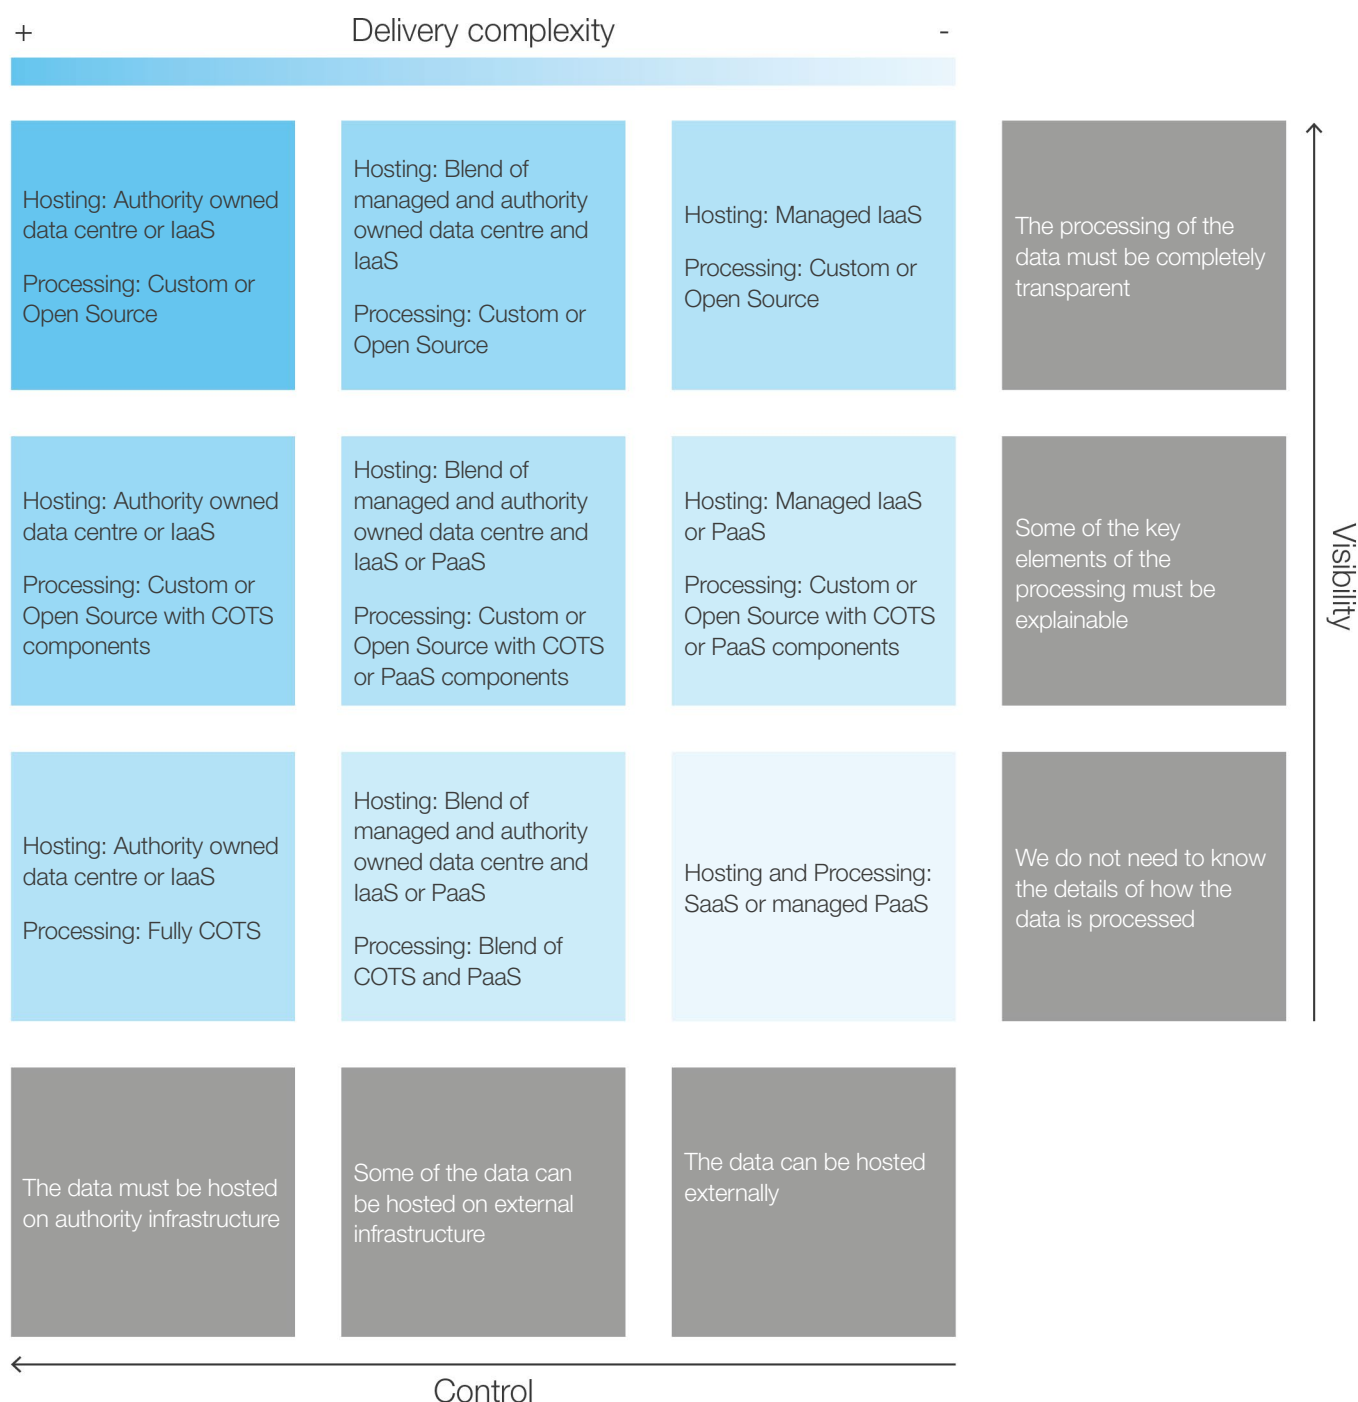 + Delivery complexity -
Hosting: Authority owned
data centre or IaaS
Processing: Custom or
Open Source
Hosting: Blend of
managed and authority
owned data centre and
IaaS
Processing: Custom or
Open Source
Hosting: Managed IaaS
Processing: Custom or
Open Source
The processing of the
data must be completely
transparent
Hosting: Authority owned
data centre or IaaS
Processing: Custom or
Open Source with COTS
components
Hosting: Blend of
managed and authority
owned data centre and
IaaS or PaaS
Processing: Custom or
Open Source with COTS
or PaaS components
Hosting: Managed IaaS
or PaaS
Processing: Custom or
Open Source with COTS
or PaaS components
Some of the key
elements of the
processing must be
explainable
Visibility
Hosting: Authority owned
data centre or IaaS
Processing: Fully COTS
Hosting: Blend of
managed and authority
owned data centre and
IaaS or PaaS
Processing: Blend of
COTS and PaaS
Hosting and Processing:
SaaS or managed PaaS
We do not need to know
the details of how the
data is processed
The data must be hosted
on authority infrastructure
Some of the data can
be hosted on external
infrastructure
The data can be hosted
externally
Control